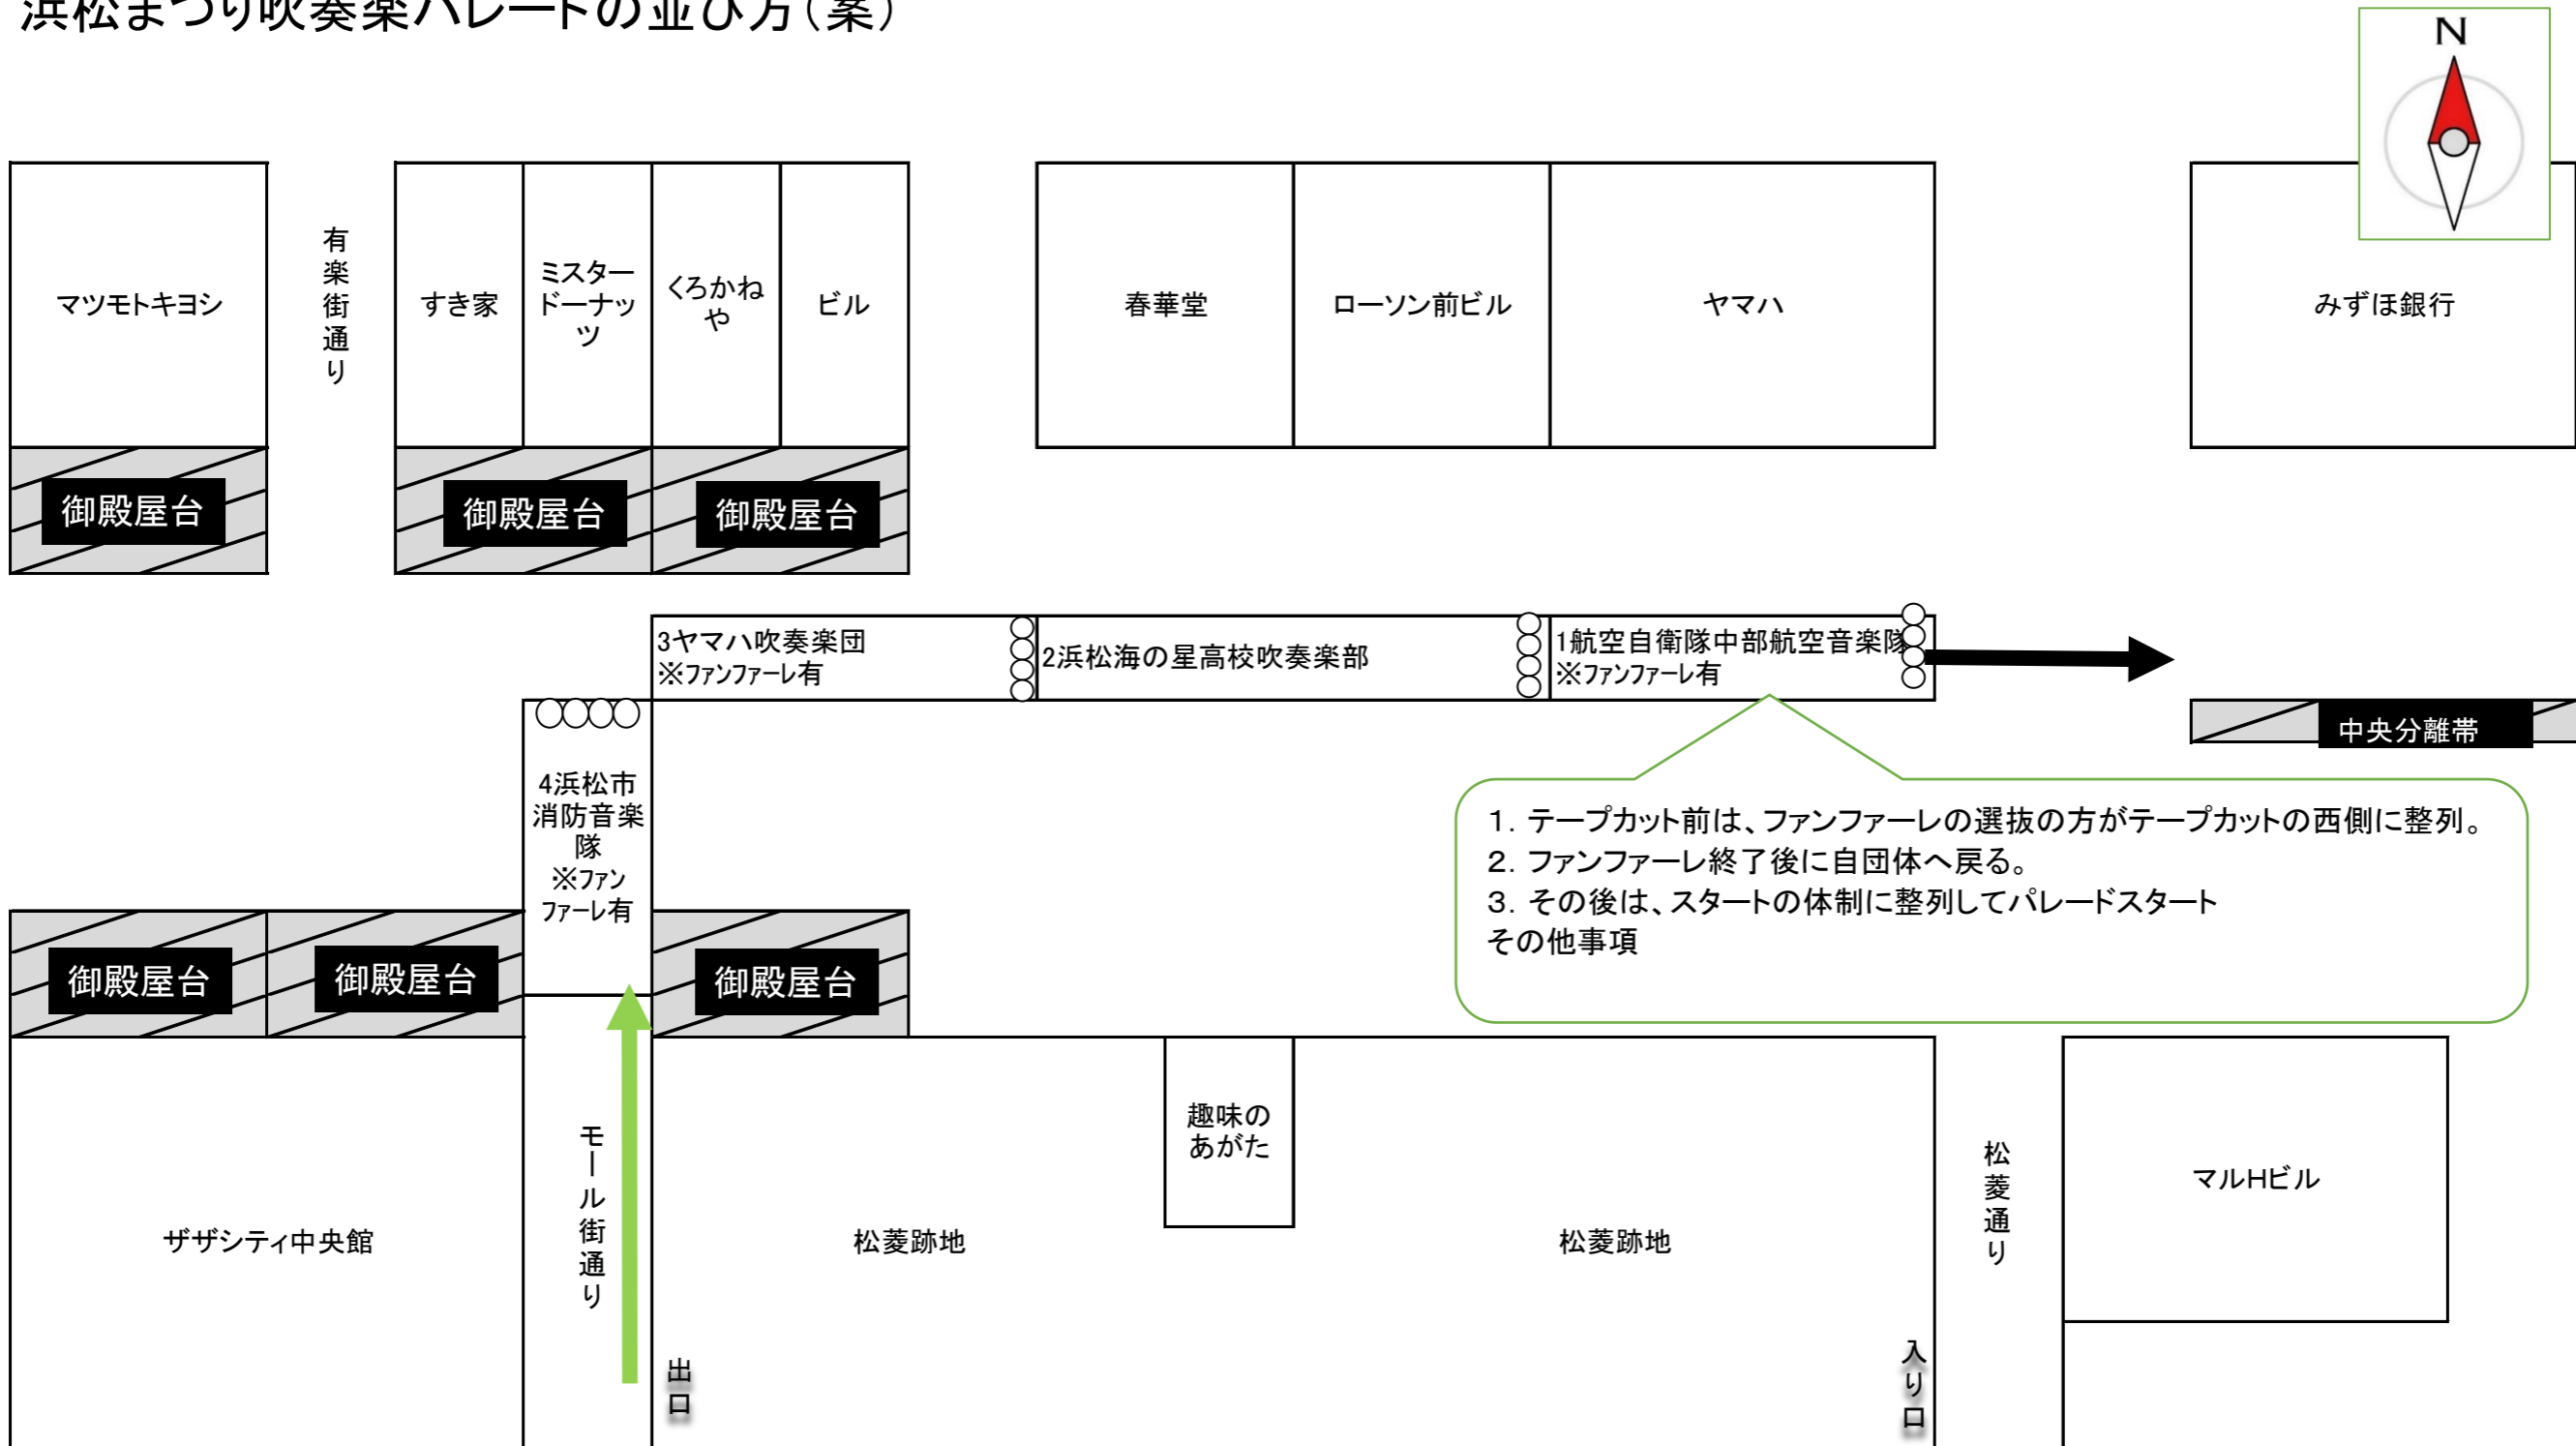 浜松まつり吹奏楽パレードの並び方(案)
N
マツモトキヨシ
有楽街通り
すき家
ミスター
ドーナッ
ツ
くろかね
や
ビル
春華堂
ローソン前ビル
ヤマハ
みずほ銀行
御殿屋台
御殿屋台
御殿屋台
3ヤマハ吹奏楽団
※ファンファーレ有
2浜松海の星高校吹奏楽部
1航空自衛隊中部航空音楽隊
※ファンファーレ有
中央分離帯
4浜松市
消防音楽
隊
※ファン
ファーレ有
1．テープカット前は、ファンファーレの選抜の方がテープカットの西側に整列。
2．ファンファーレ終了後に自団体へ戻る。
3．その後は、スタートの体制に整列してパレードスタート
その他事項
御殿屋台
御殿屋台
御殿屋台
ザザシティ中央館
モール街通り
出口
松菱跡地
趣味の
あがた
松菱跡地
入り口
松菱通り
マルHビル